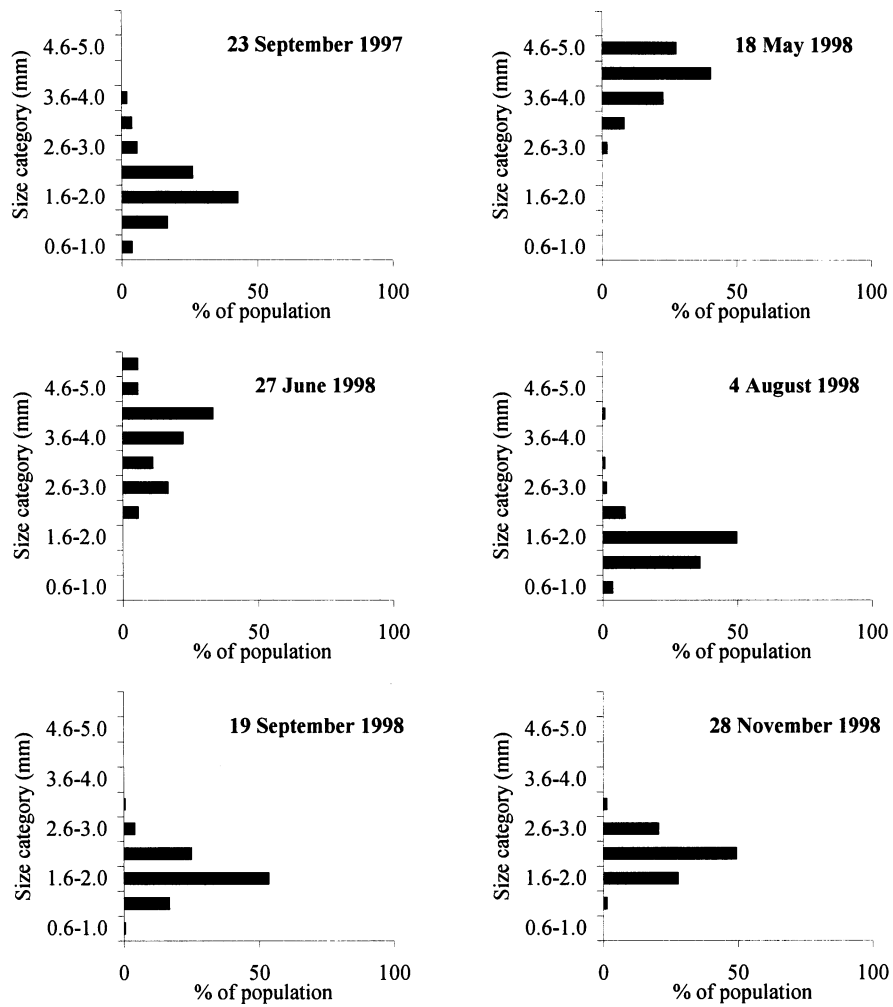 23 September 1997
Size category (mm)
4.6-5.0
3.6-4.0
2.6-3.0
1.6-2.0
0.6-1.0
0 50 100
% of population
18 May 1998
Size category (mm)
4.6-5.0
3.6-4.0
2.6-3.0
1.6-2.0
0.6-1.0
0 50 100
% of population
27 June 1998
Size category (mm)
4.6-5.0
3.6-4.0
2.6-3.0
1.6-2.0
0.6-1.0
0 50 100
% of population
4 August 1998
Size category (mm)
4.6-5.0
3.6-4.0
2.6-3.0
1.6-2.0
0.6-1.0
0 50 100
% of population
19 September 1998
Size category (mm)
4.6-5.0
3.6-4.0
2.6-3.0
1.6-2.0
0.6-1.0
0 50 100
% of population
28 November 1998
Size category (mm)
4.6-5.0
3.6-4.0
2.6-3.0
1.6-2.0
0.6-1.0
0 50 100
% of population